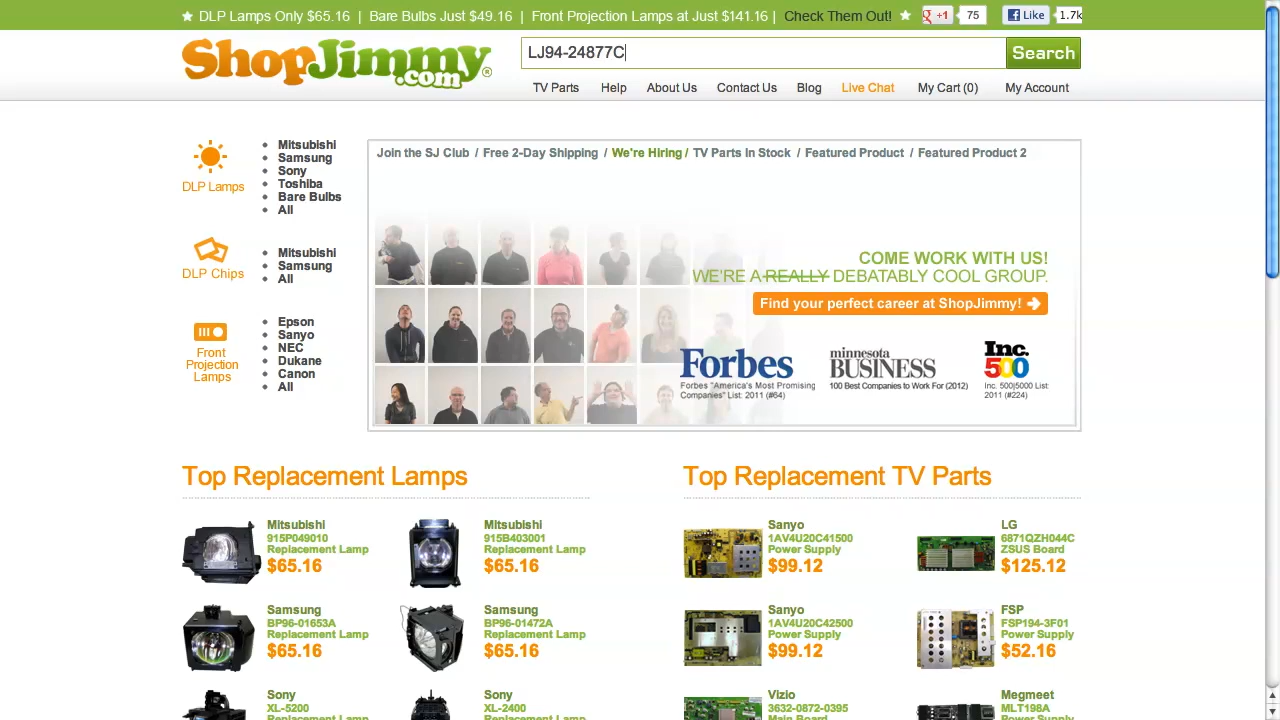 DLP Lamps Only $65.16 | Bare Bulbs Just $49.16 | Front Projection Lamps at Just $141.16 | Check Them Out! +1 75 Like 1.7k
ShopJimmy.com®
LJ94-24877C Search
TV Parts Help About Us Contact Us Blog Live Chat My Cart (0) My Account
DLP Lamps
Mitsubishi
Samsung
Sony
Toshiba
Bare Bulbs
All
DLP Chips
Mitsubishi
Samsung
All
Front
Projection
Lamps
Epson
Sanyo
NEC
Dukane
Canon
All
Join the SJ Club / Free 2-Day Shipping / We're Hiring / TV Parts In Stock / Featured Product / Featured Product 2
COME WORK WITH US!
WE'RE A REALLY DEBATABLY COOL GROUP.
Find your perfect career at ShopJimmy!
Forbes
Forbes "America's Most Promising
Companies" List: 2011 (#64)
minnesota
BUSINESS
100 Best Companies to Work For (2012)
Inc.
500
Inc. 500|5000 List:
2011 (#224)
Top Replacement Lamps
Mitsubishi
915P049010
Replacement Lamp
$65.16
Mitsubishi
915B403001
Replacement Lamp
$65.16
Samsung
BP96-01653A
Replacement Lamp
$65.16
Samsung
BP96-01472A
Replacement Lamp
$65.16
Sony
XL-5200
Replacement Lamp
Sony
XL-2400
Replacement Lamp
Top Replacement TV Parts
Sanyo
1AV4U20C41500
Power Supply
$99.12
LG
6871QZH044C
ZSUS Board
$125.12
Sanyo
1AV4U20C42500
Power Supply
$99.12
FSP
FSP194-3F01
Power Supply
$52.16
Vizio
3632-0872-0395
Main Board
Megmeet
MLT198A
Power Supply